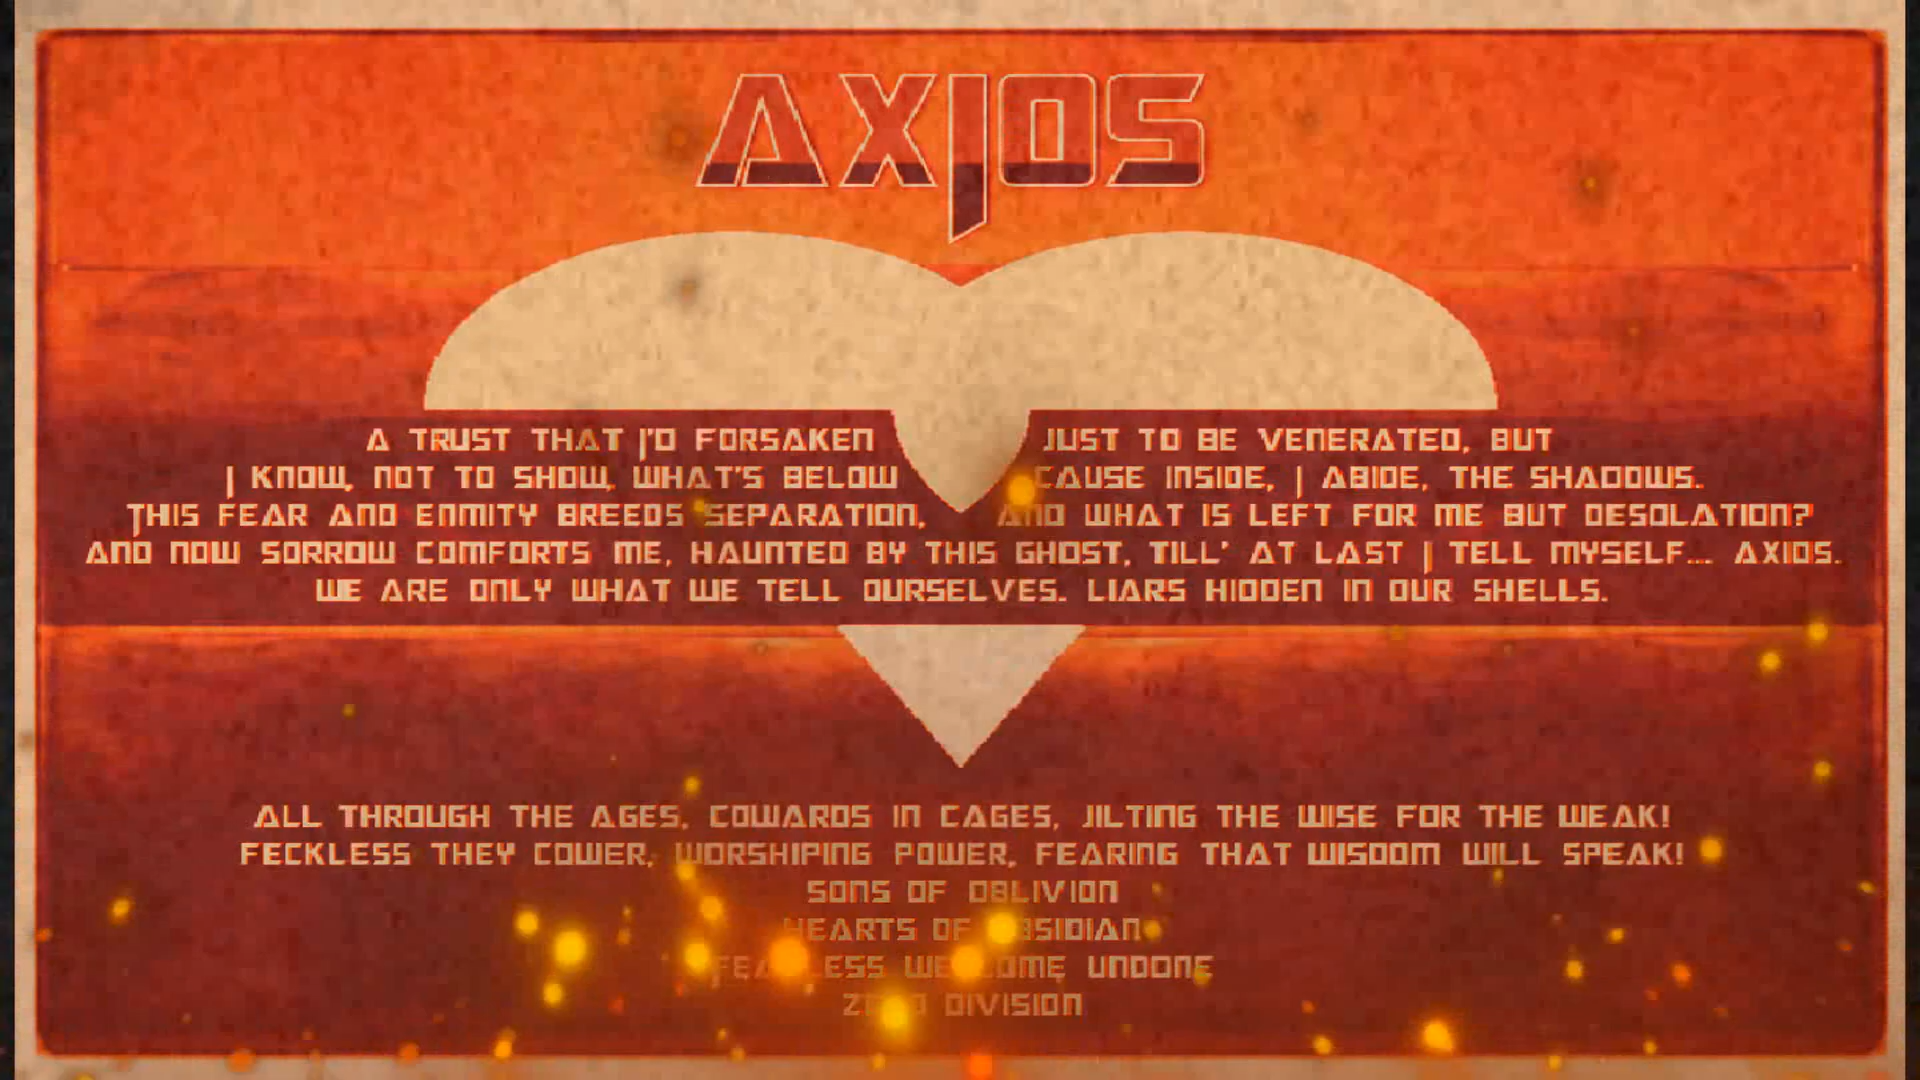 AXIOS
A TRUST THAT I'D FORSAKEN JUST TO BE VENERATED, BUT
I KNOW, NOT TO SHOW, WHAT'S BELOW CAUSE INSIDE, I ABIDE, THE SHADOWS.
THIS FEAR AND ENMITY BREEDS SEPARATION, AND WHAT IS LEFT FOR ME BUT DESOLATION?
AND NOW SORROW COMFORTS ME, HAUNTED BY THIS GHOST, TILL' AT LAST I TELL MYSELF... AXIOS.
WE ARE ONLY WHAT WE TELL OURSELVES. LIARS HIDDEN IN OUR SHELLS.
ALL THROUGH THE AGES, COWARDS IN CAGES, JILTING THE WISE FOR THE WEAK!
FECKLESS THEY COWER, WORSHIPING POWER, FEARING THAT WISDOM WILL SPEAK!
SONS OF OBLIVION
HEARTS OF OBSIDIAN
WE COME UNDONE
DIVISION